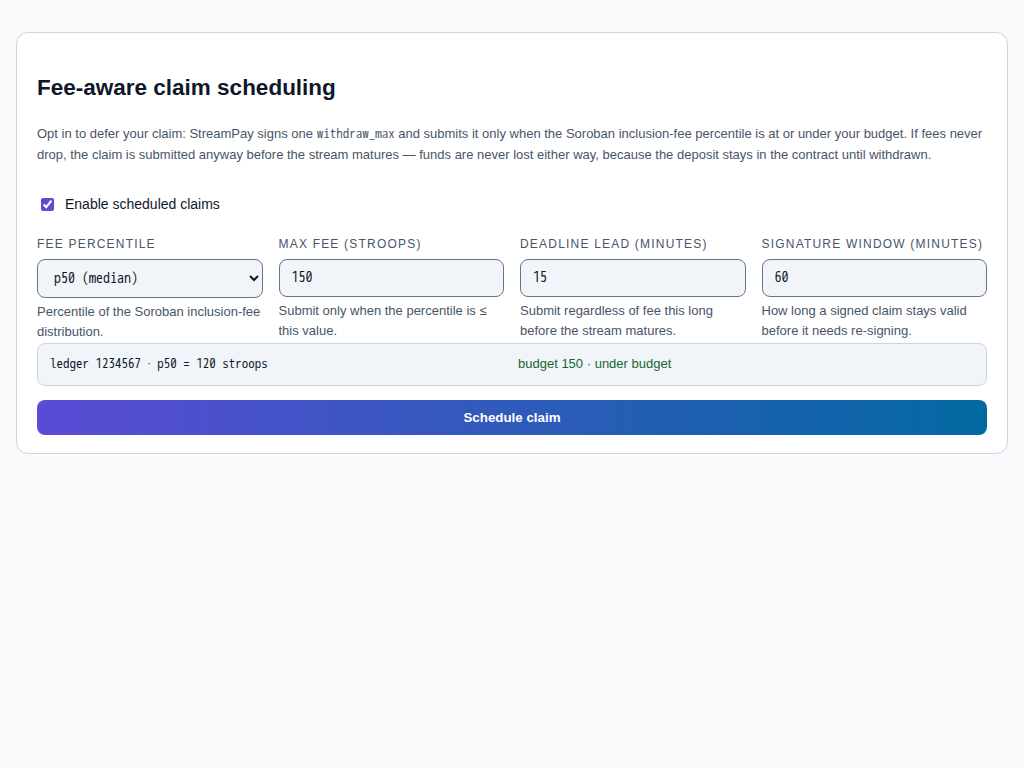 Fee-aware claim scheduling
Opt in to defer your claim: StreamPay signs one withdraw_max and submits it only when the Soroban inclusion-fee percentile is at or under your budget. If fees never
drop, the claim is submitted anyway before the stream matures — funds are never lost either way, because the deposit stays in the contract until withdrawn.
Enable scheduled claims
FEE PERCENTILE
p50 (median)
Percentile of the Soroban inclusion-fee
distribution.
MAX FEE (STROOPS)
150
Submit only when the percentile is ≤
this value.
DEADLINE LEAD (MINUTES)
15
Submit regardless of fee this long
before the stream matures.
SIGNATURE WINDOW (MINUTES)
60
How long a signed claim stays valid
before it needs re-signing.
ledger 1234567 · p50 = 120 stroops
budget 150 · under budget
Schedule claim